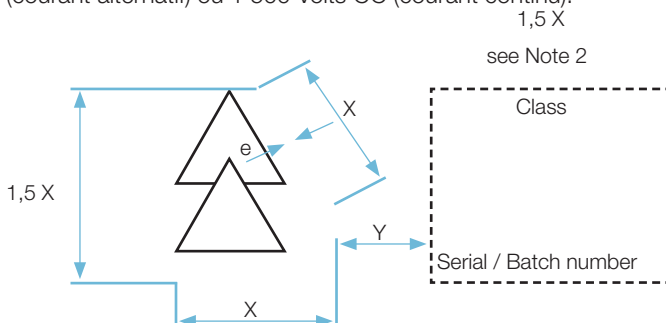 (courant alternatif) ou 1 500 Volts CC (courant continu).
1,5 X
see Note 2
Class
X
e
1,5 X
Y
Serial / Batch number
X